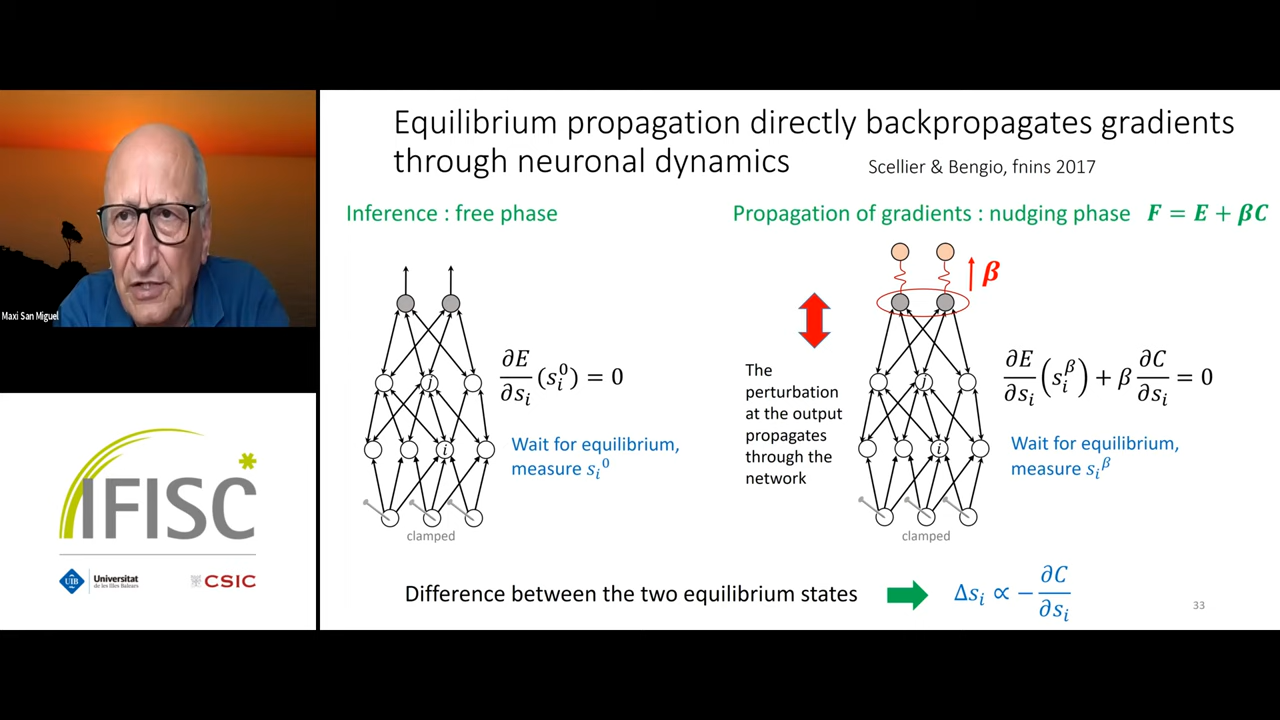 Equilibrium propagation directly backpropagates gradients
through neuronal dynamics
Scellier & Bengio, fnins 2017
Inference : free phase
Propagation of gradients : nudging phase F = E + βC
β
j
∂E/∂s_i (s_i^0) = 0
i
Wait for equilibrium,
measure s_i^0
clamped
The
perturbation
at the output
propagates
through the
network
j
∂E/∂s_i (s_i^β) + β ∂C/∂s_i = 0
i
Wait for equilibrium,
measure s_i^β
clamped
Difference between the two equilibrium states
Δs_i ∝ − ∂C/∂s_i
33
Maxi San Miguel
IFISC
UIB
Universitat
de les Illes Balears
CSIC